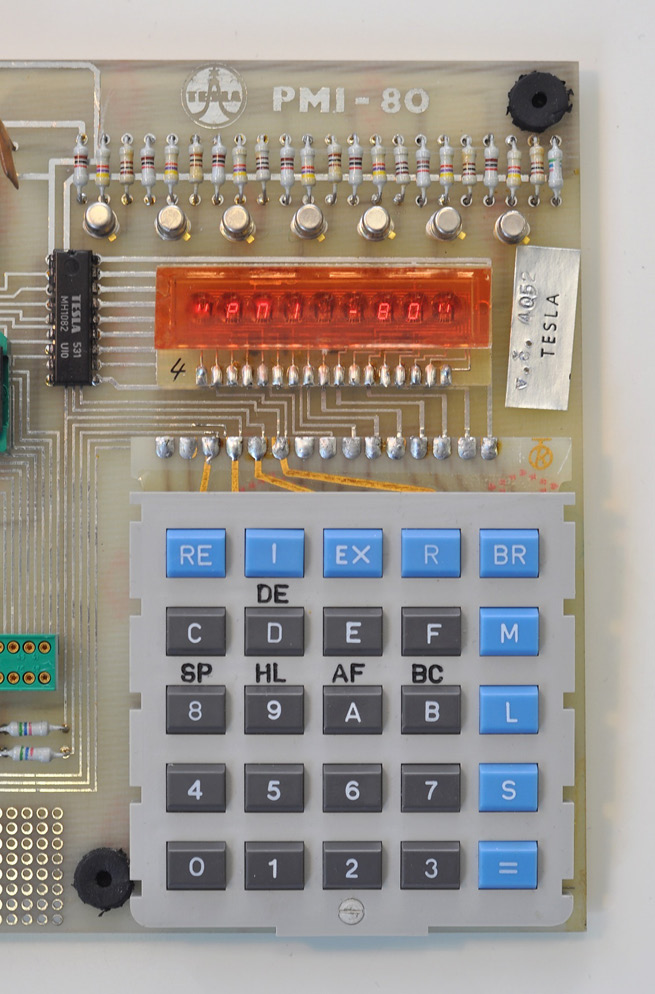 TESLA
PMI-80
TESLA
MH1082
531
U10
PMI-80
4
v.č. 4052
TESLA
RE I EX R BR
DE
C D E F M
SP HL AF BC
8 9 A B L
4 5 6 7 S
0 1 2 3 =